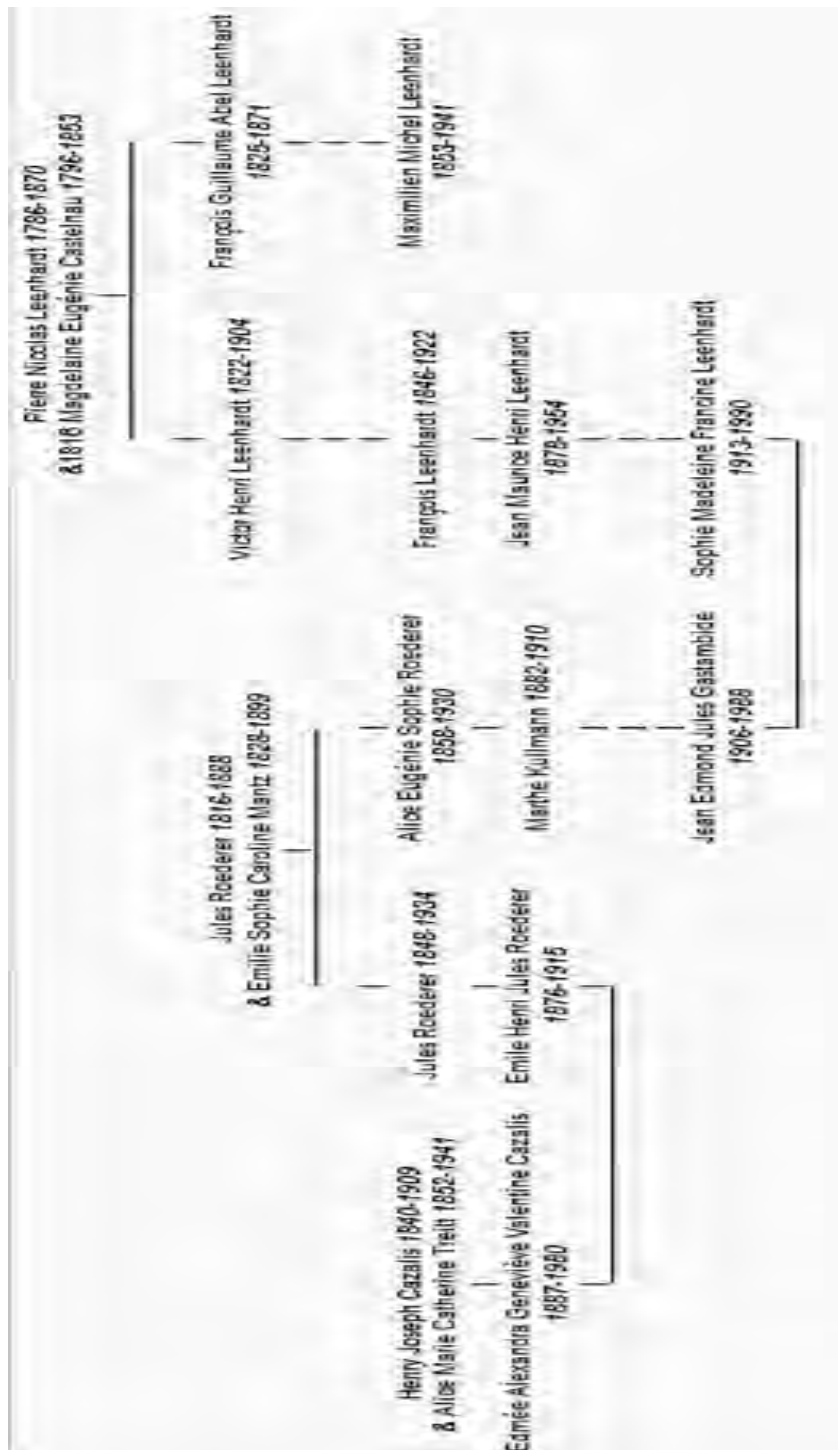 Pierre Nicolas Leenhardt 1786-1870
&1816 Magdelaine Eugénie Castelnau 1796-1853
Victor Henri Leenhardt 1822-1904
François Guillaume Abel Leenhardt
1825-1871
Jules Roederer 1816-1888
& Emilie Sophie Caroline Mantz 1828-1899
Henry Joseph Cazalis 1840-1909
& Alice Marie Catherine Treitt 1852-1941
Jules Roederer 1848-1934
Alice Eugénie Sophie Roederer
1858-1930
François Leenhardt 1846-1922
Maximilien Michel Leenhardt
1853-1941
Edmée Alexandra Geneviève Valentine Cazalis
1887-1980
Emile Henri Jules Roederer
1876-1915
Marthe Kullmann 1882-1910
Jean Maurice Henri Leenhardt
1878-1954
Jean Edmond Jules Gastambide
1906-1988
Sophie Madeleine Francine Leenhardt
1913-1990